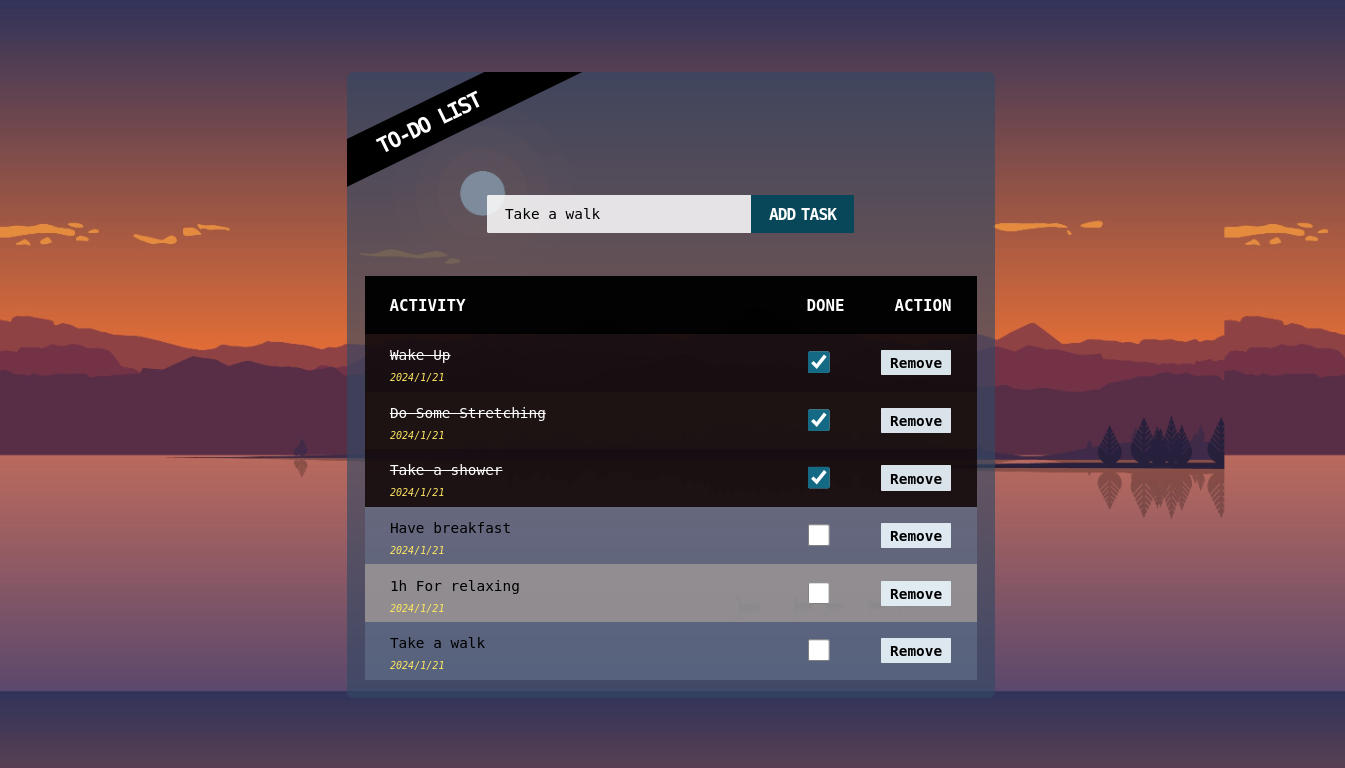 TO-DO LIST
Take a walk ADD TASK
ACTIVITY DONE ACTION
Wake Up
2024/1/21
Remove
Do Some Stretching
2024/1/21
Remove
Take a shower
2024/1/21
Remove
Have breakfast
2024/1/21
Remove
1h For relaxing
2024/1/21
Remove
Take a walk
2024/1/21
Remove